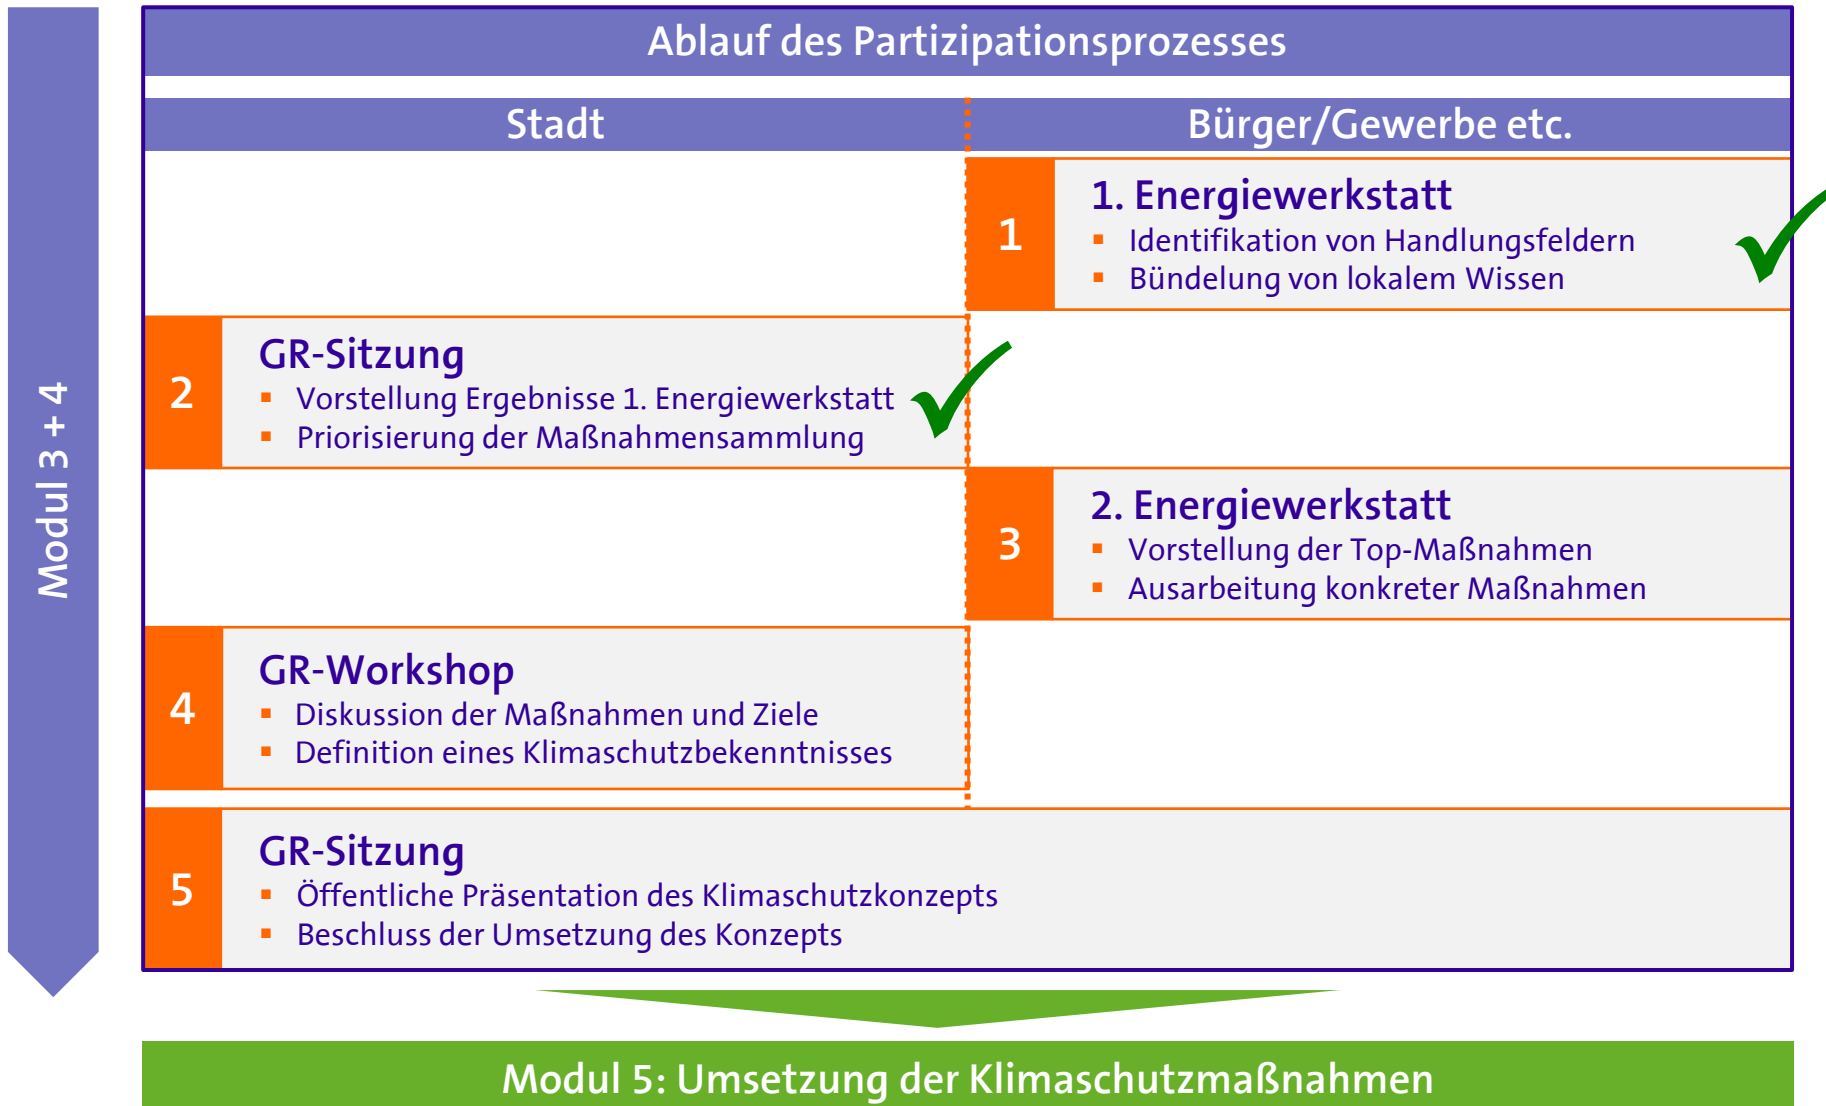 Modul 3 + 4
Ablauf des Partizipationsprozesses
Stadt
Bürger/Gewerbe etc.
1
1. Energiewerkstatt
▪ Identifikation von Handlungsfeldern
▪ Bündelung von lokalem Wissen
2
GR-Sitzung
▪ Vorstellung Ergebnisse 1. Energiewerkstatt
▪ Priorisierung der Maßnahmensammlung
3
2. Energiewerkstatt
▪ Vorstellung der Top-Maßnahmen
▪ Ausarbeitung konkreter Maßnahmen
4
GR-Workshop
▪ Diskussion der Maßnahmen und Ziele
▪ Definition eines Klimaschutzbekenntnisses
5
GR-Sitzung
▪ Öffentliche Präsentation des Klimaschutzkonzepts
▪ Beschluss der Umsetzung des Konzepts
Modul 5: Umsetzung der Klimaschutzmaßnahmen